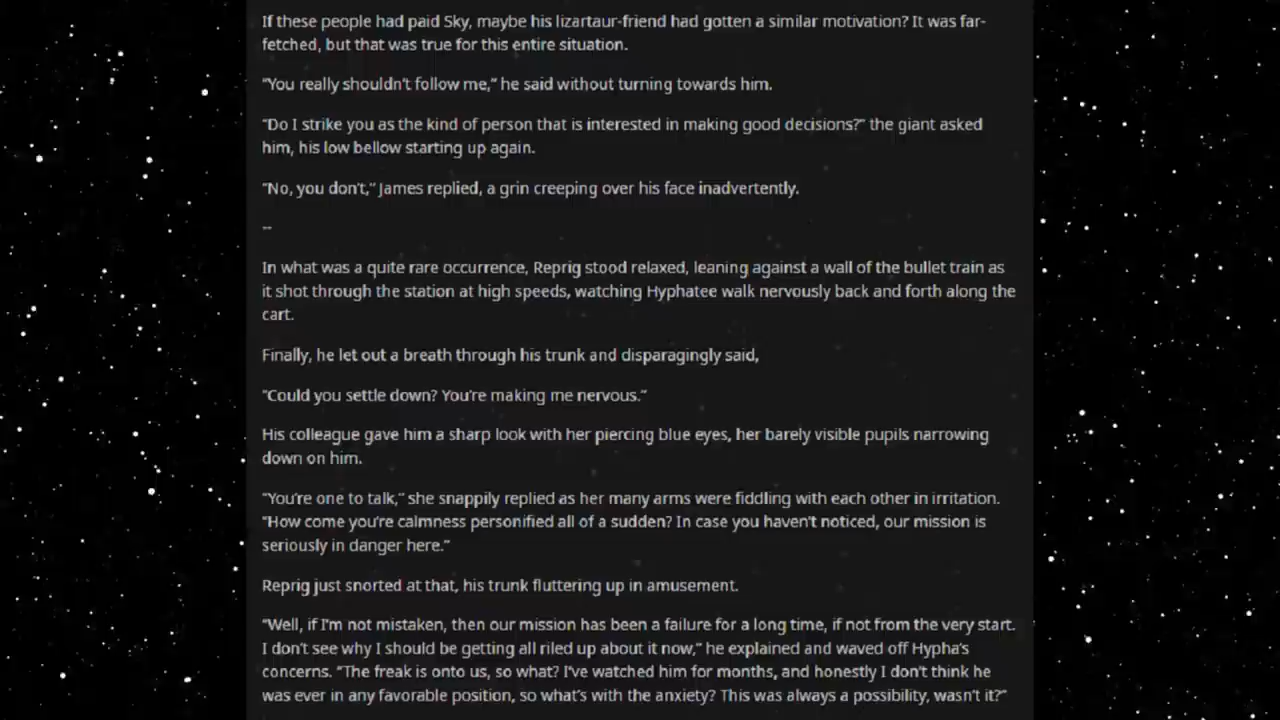 If these people had paid Sky, maybe his lizartaur-friend had gotten a similar motivation? It was far-
fetched, but that was true for this entire situation.
“You really shouldn’t follow me,” he said without turning towards him.
“Do I strike you as the kind of person that is interested in making good decisions?” the giant asked
him, his low bellow starting up again.
“No, you don’t,” James replied, a grin creeping over his face inadvertently.
--
In what was a quite rare occurrence, Reprig stood relaxed, leaning against a wall of the bullet train as
it shot through the station at high speeds, watching Hyphatee walk nervously back and forth along the
cart.
Finally, he let out a breath through his trunk and disparagingly said,
“Could you settle down? You’re making me nervous.”
His colleague gave him a sharp look with her piercing blue eyes, her barely visible pupils narrowing
down on him.
“You’re one to talk,” she snappily replied as her many arms were fiddling with each other in irritation.
“How come you’re calmness personified all of a sudden? In case you haven’t noticed, our mission is
seriously in danger here.”
Reprig just snorted at that, his trunk fluttering up in amusement.
“Well, if I’m not mistaken, then our mission has been a failure for a long time, if not from the very start.
I don’t see why I should be getting all riled up about it now,” he explained and waved off Hypha’s
concerns. “The freak is onto us, so what? I’ve watched him for months, and honestly I don’t think he
was ever in any favorable position, so what’s with the anxiety? This was always a possibility, wasn’t it?”